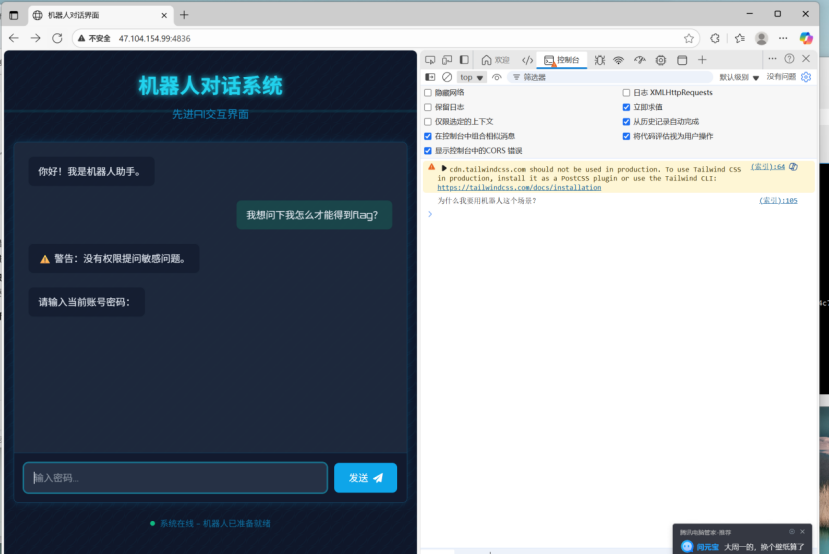 机器人对话界面
不安全 47.104.154.99:4836
机器人对话系统
先进AI交互界面
你好！我是机器人助手。
我想问下我怎么才能得到flag?
警告：没有权限提问敏感问题。
请输入当前账号密码：
输入密码...
发送
系统在线 - 机器人已准备就绪
欢迎
控制台
top
筛选器
默认级别
没有问题
隐藏网络
日志 XMLHttpRequests
保留日志
立即求值
仅限选定的上下文
从历史记录自动完成
在控制台中组合相似消息
将代码评估视为用户操作
显示控制台中的CORS 错误
cdn.tailwindcss.com should not be used in production. To use Tailwind CSS (索引):64
in production, install it as a PostCSS plugin or use the Tailwind CLI:
https://tailwindcss.com/docs/installation
为什么我要用机器人这个场景? (索引):105
腾讯电脑管家-推荐
问元宝 大周一的，换个壁纸算了